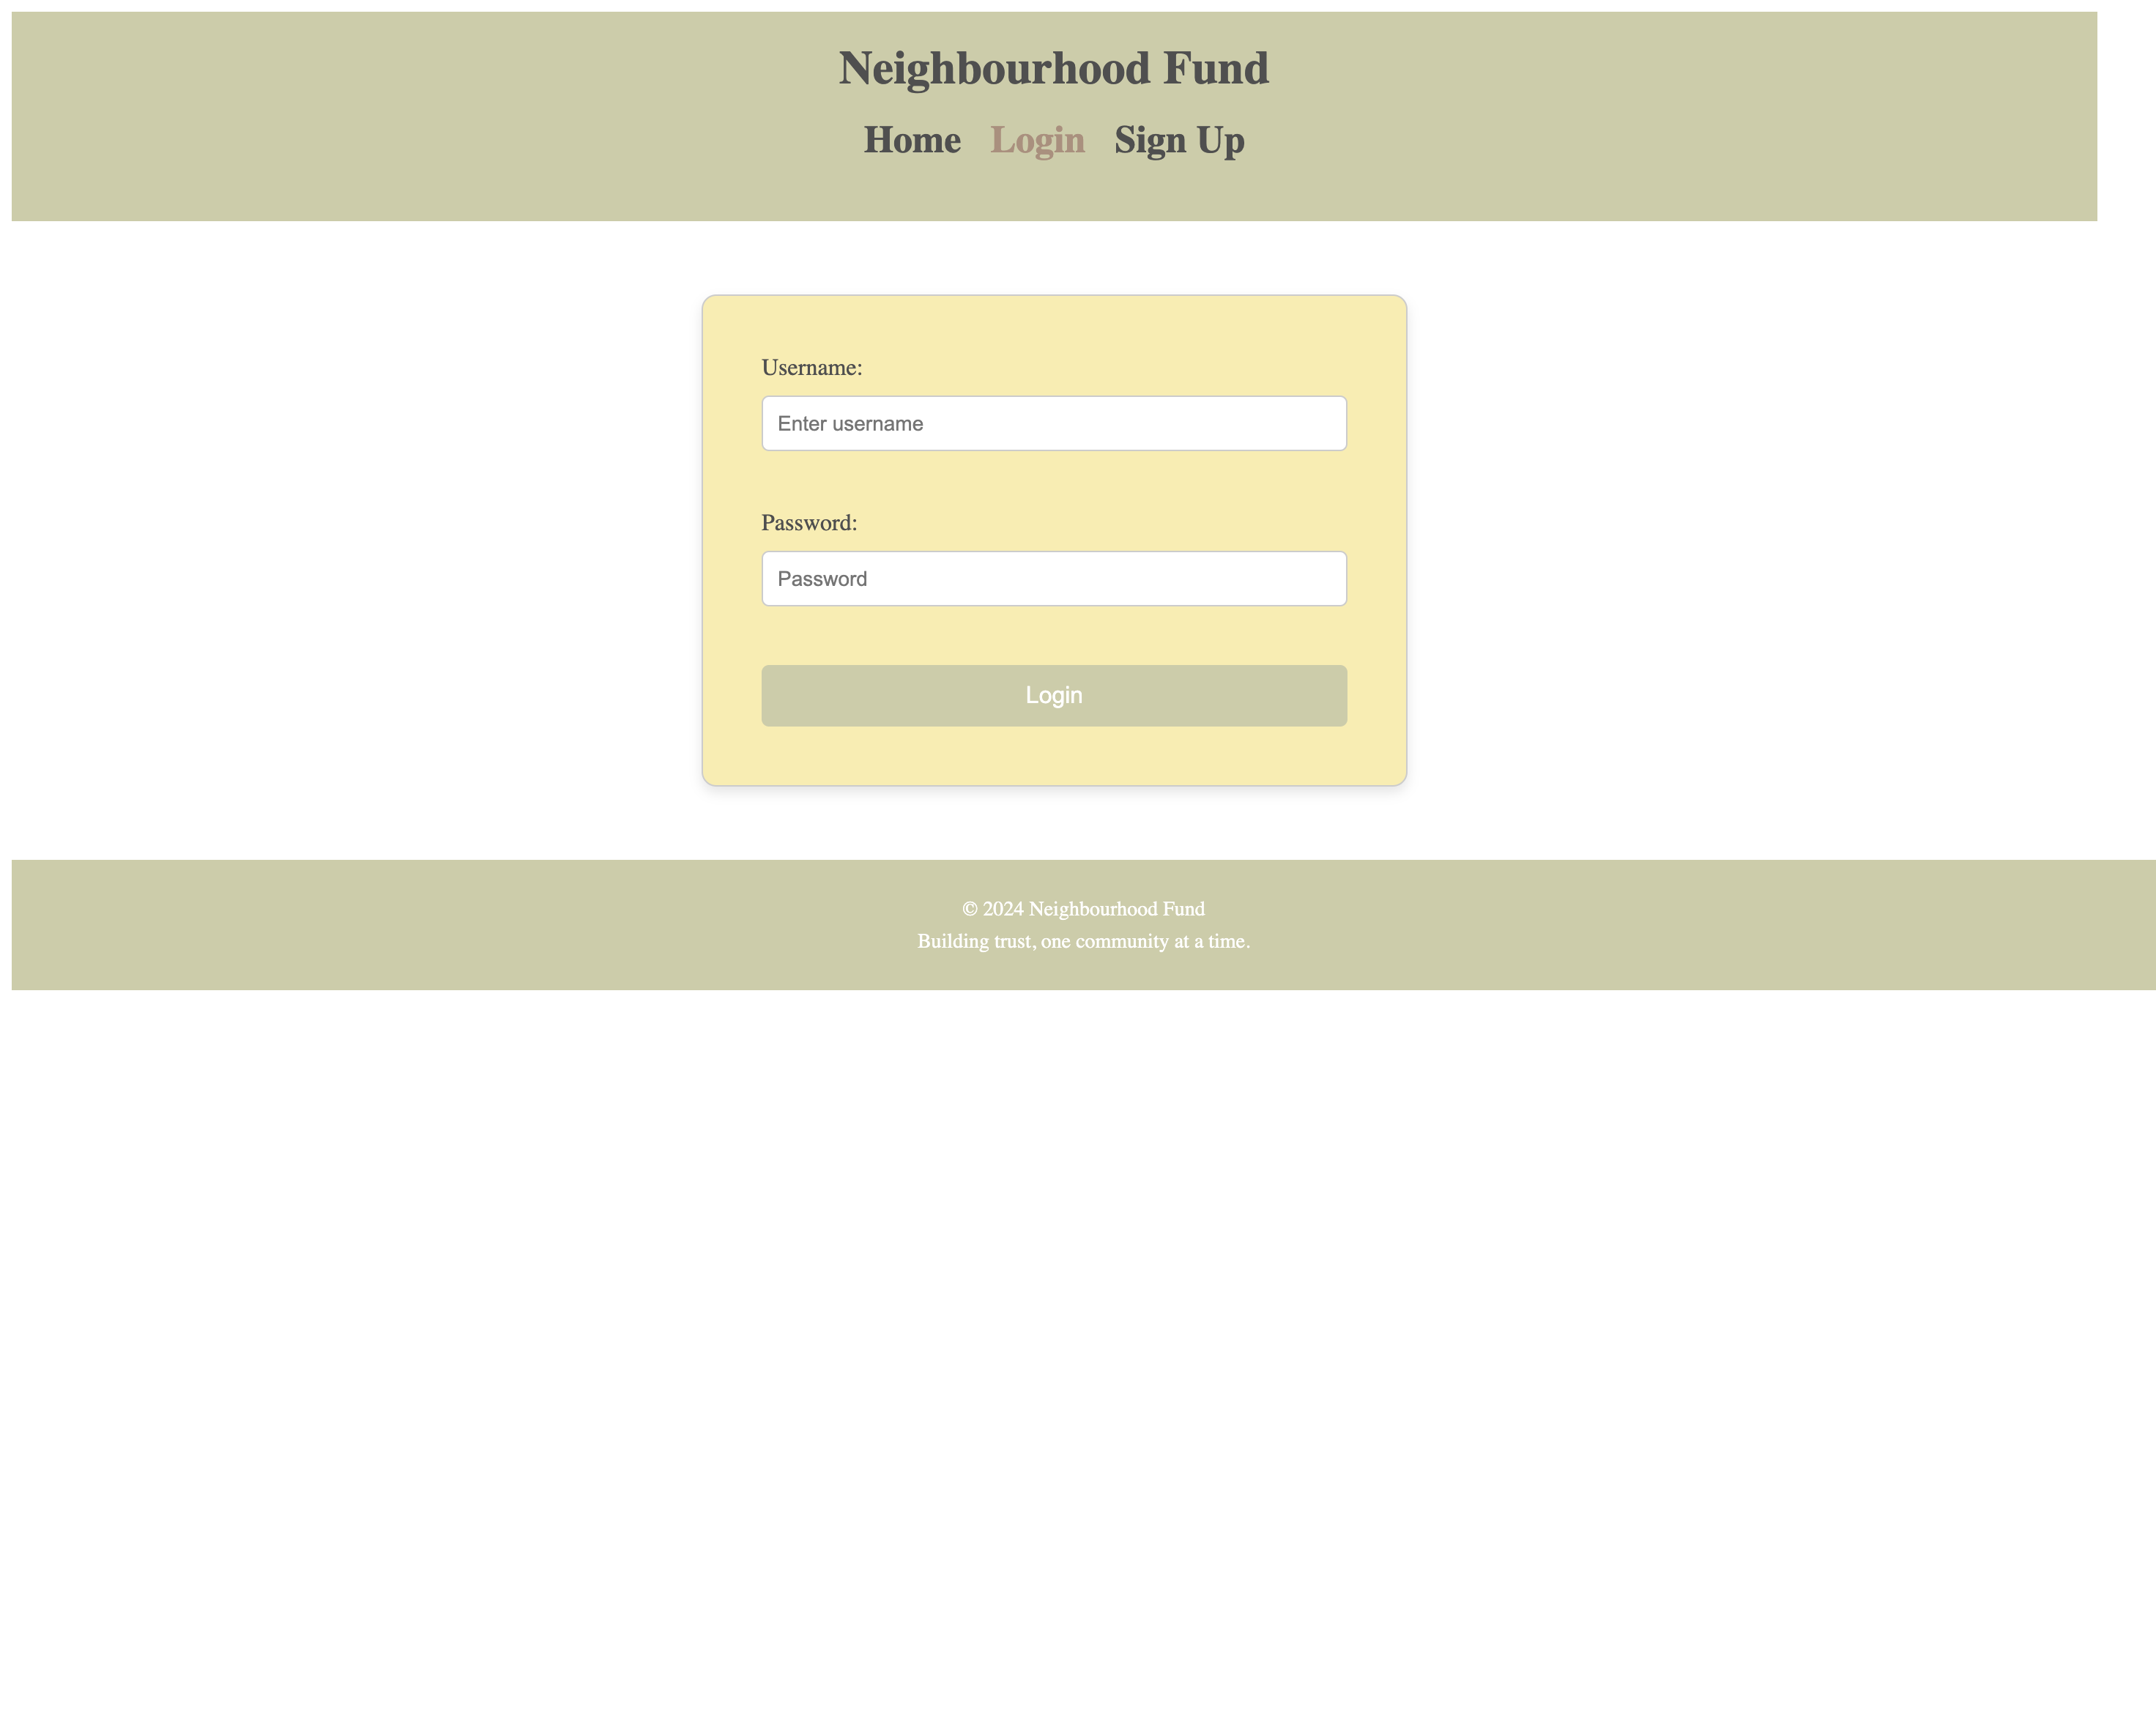 Neighbourhood Fund
Home Login Sign Up
Username:
Enter username
Password:
Password
Login
© 2024 Neighbourhood Fund
Building trust, one community at a time.